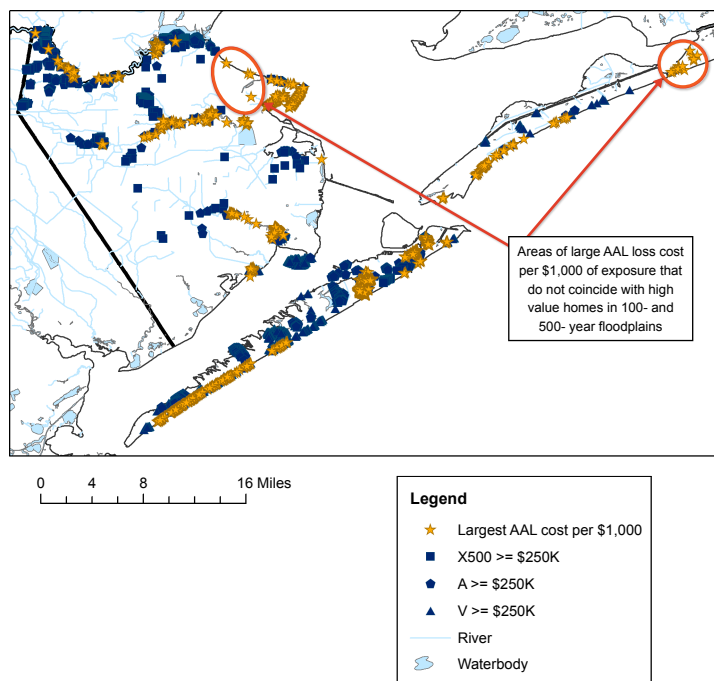 Areas of large AAL loss cost
per $1,000 of exposure that
do not coincide with high
value homes in 100- and
500- year floodplains
0 4 8 16 Miles
Legend
Largest AAL cost per $1,000
X500 >= $250K
A >= $250K
V >= $250K
River
Waterbody